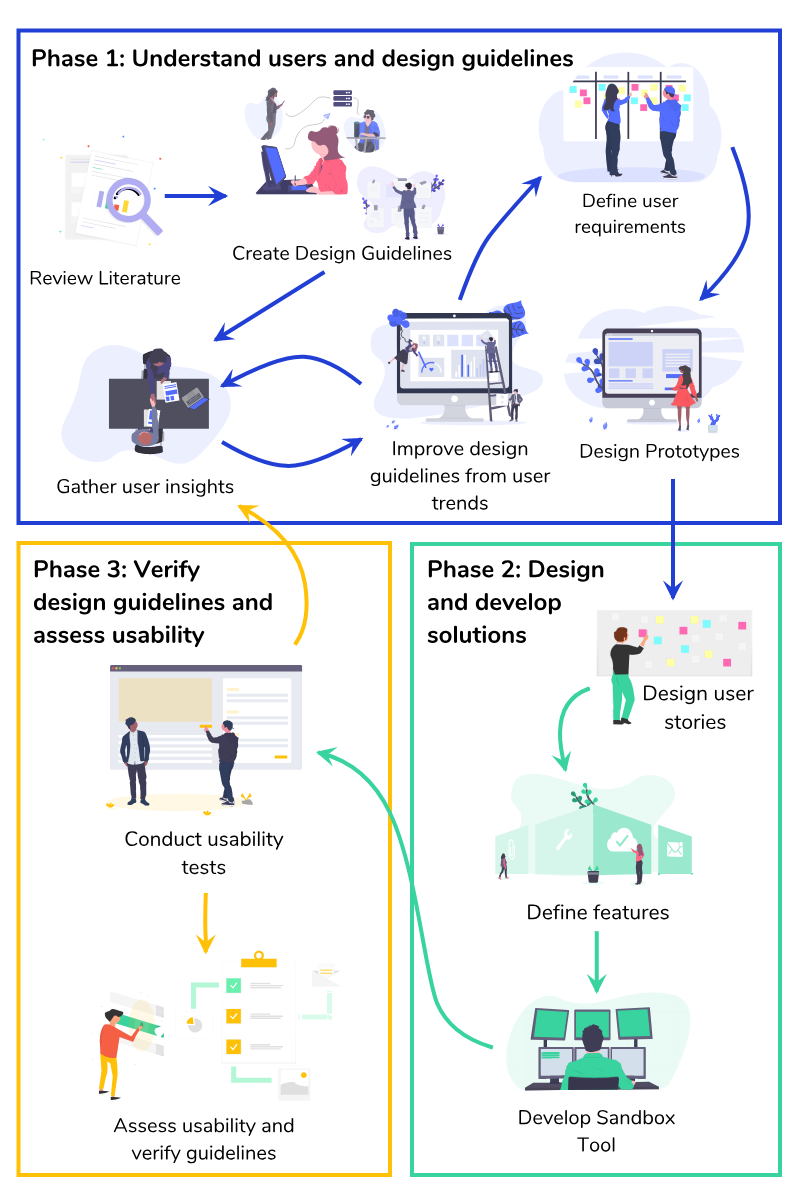 Phase 1: Understand users and design guidelines
Review Literature
Create Design Guidelines
Define user
requirements
Gather user insights
Improve design
guidelines from user
trends
Design Prototypes
Phase 2: Design
and develop
solutions
Design user
stories
Define features
Develop Sandbox
Tool
Phase 3: Verify
design guidelines and
assess usability
Conduct usability
tests
Assess usability and
verify guidelines